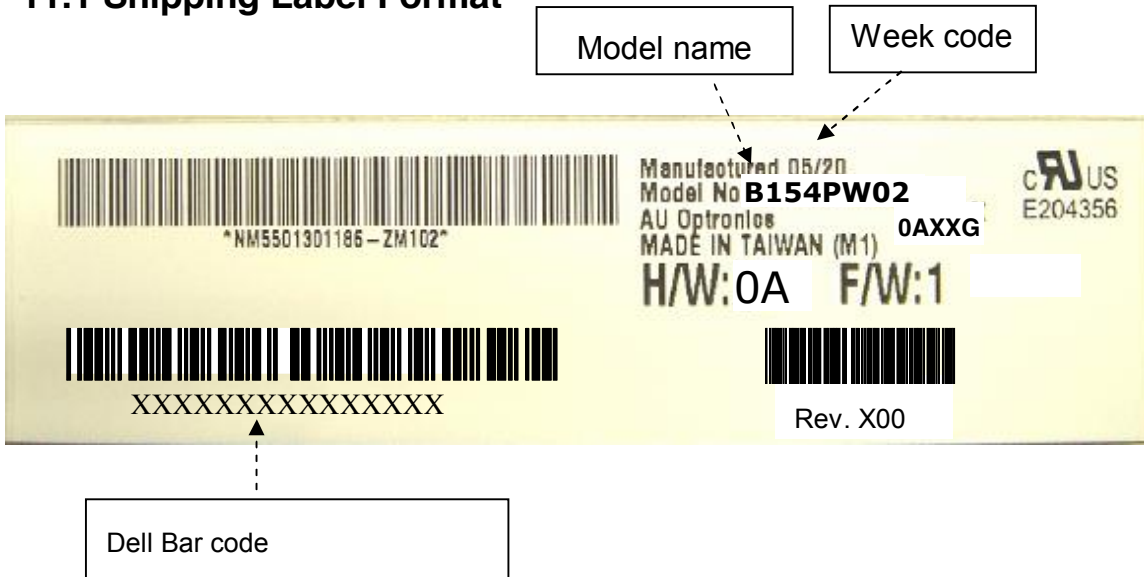 11.1 Shipping Label Format
Model name
Week code
Manufactured 05/20
Model No B154PW02
AU Optronics
0AXXG
MADE IN TAIWAN (M1)
H/W:0A F/W:1
cRUus
E204356
*NM5501301186-ZM102*
XXXXXXXXXXXXXXX
Rev. X00
Dell Bar code